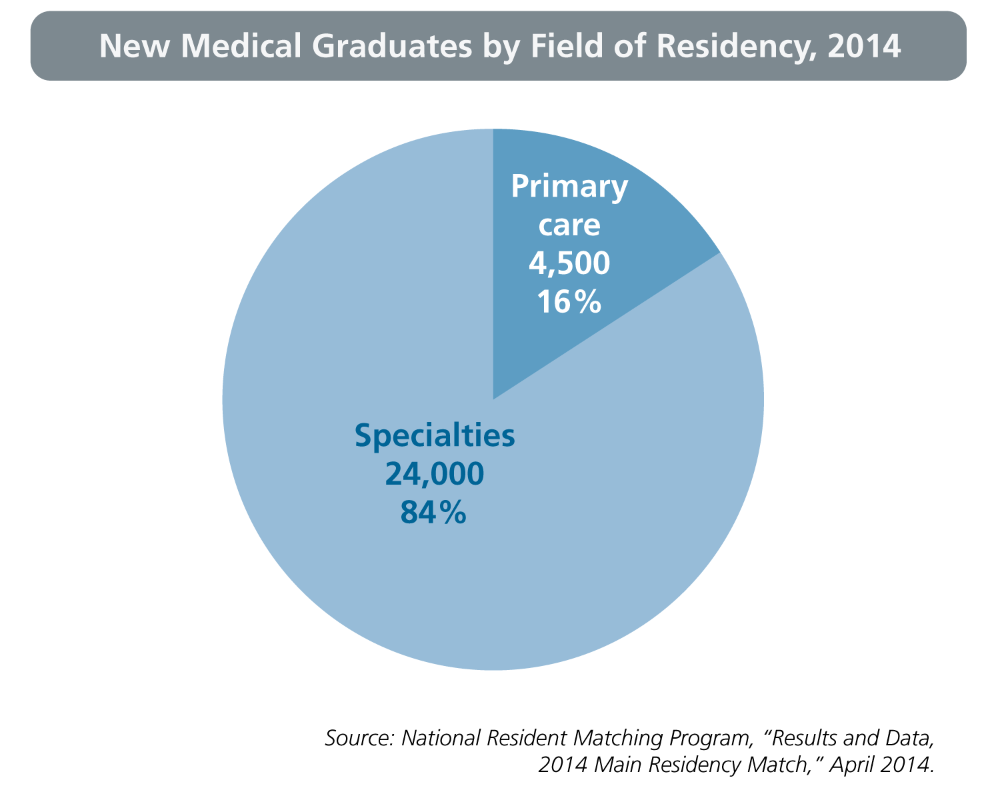 New Medical Graduates by Field of Residency, 2014
Primary
care
4,500
16%
Specialties
24,000
84%
Source: National Resident Matching Program, “Results and Data,
2014 Main Residency Match,” April 2014.